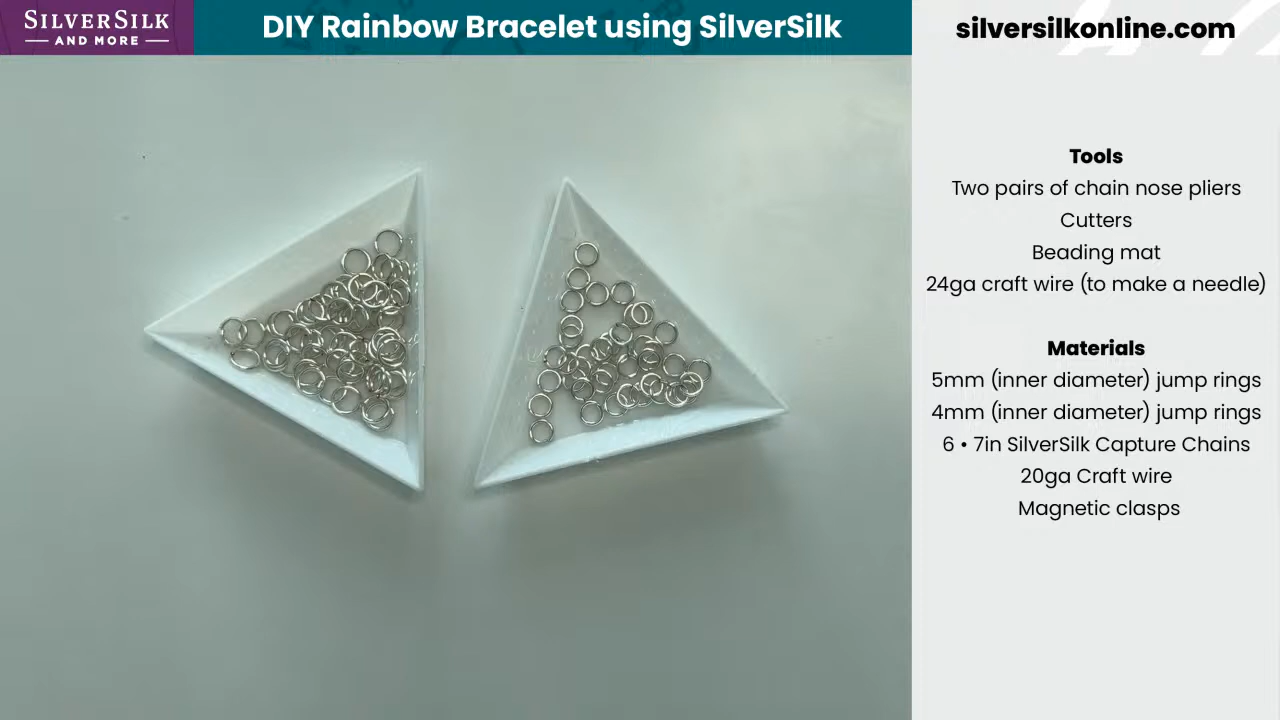 SILVERSILK
AND MORE
DIY Rainbow Bracelet using SilverSilk
silversilkonline.com
Tools
Two pairs of chain nose pliers
Cutters
Beading mat
24ga craft wire (to make a needle)
Materials
5mm (inner diameter) jump rings
4mm (inner diameter) jump rings
6 • 7in SilverSilk Capture Chains
20ga Craft wire
Magnetic clasps